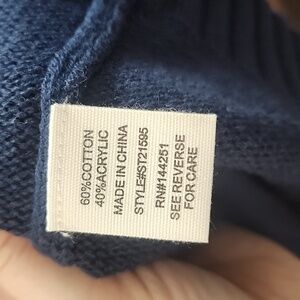 60%COTTON
40%ACRYLIC
MADE IN CHINA
STYLE#ST21595
RN#144251
SEE REVERSE
FOR CARE